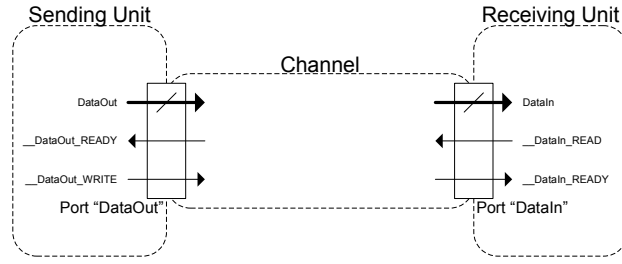 Sending Unit
Receiving Unit
Channel
DataOut
DataIn
__DataOut_READY
__DataIn_READ
__DataOut_WRITE
__DataIn_READY
Port “DataOut”
Port “DataIn”